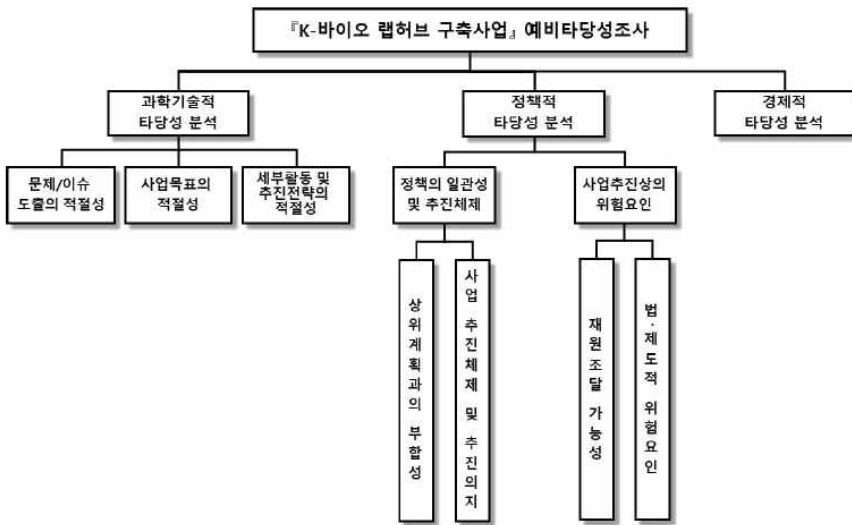 『K-바이오 랩허브 구축사업』 예비타당성조사
과학기술적
타당성 분석
정책적
타당성 분석
경제적
타당성 분석
문제/이슈
도출의 적절성
사업목표의
적절성
세부활동 및
추진전략의
적절성
정책의 일관성
및 추진체제
사업추진상의
위험요인
상위계획과의 부합성
사업 추진체제 및 추진의지
재원조달 가능성
법·제도적 위험요인